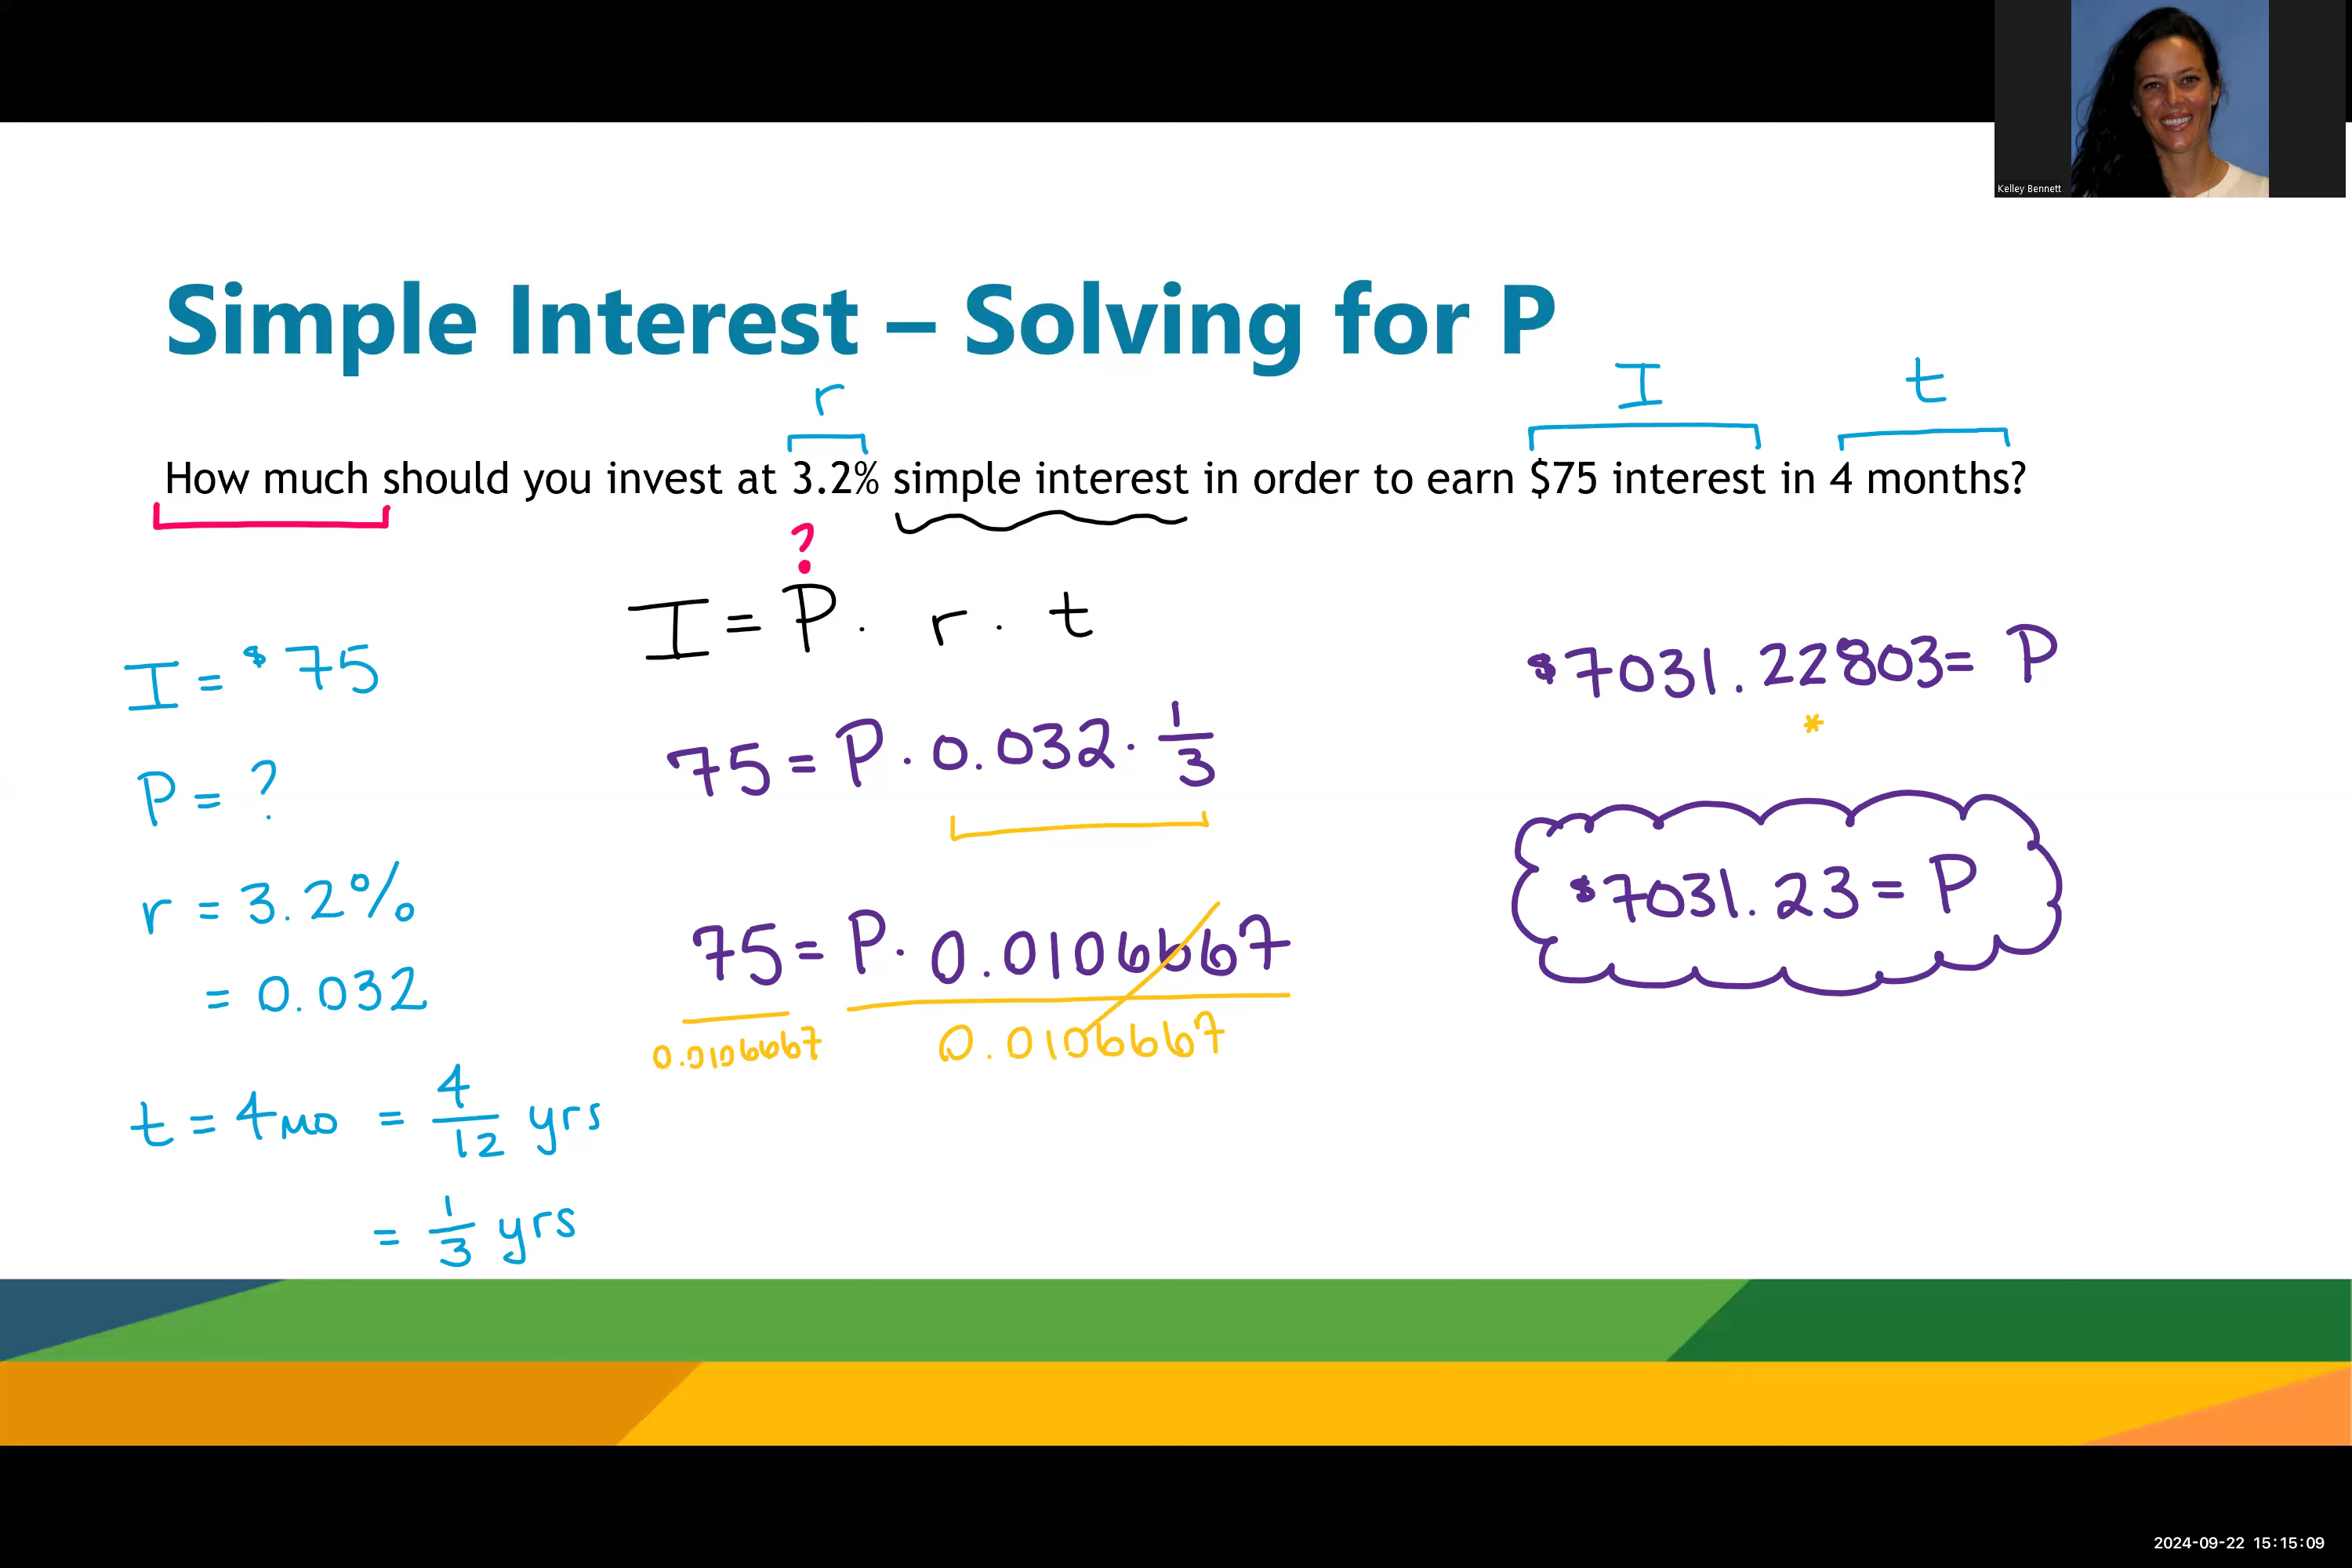 Kelley Bennett
Simple Interest – Solving for P
r
I
t
How much should you invest at 3.2% simple interest in order to earn $75 interest in 4 months?
?
I = P · r · t
I = $75
P = ?
r = 3.2%
= 0.032
t = 4 mo = 4/12 yrs
= 1/3 yrs
75 = P · 0.032 · 1/3
75 = P · 0.0106667
0.0106667 0.0106667
$7031.22803 = P
*
$7031.23 = P
2024-09-22 15:15:09